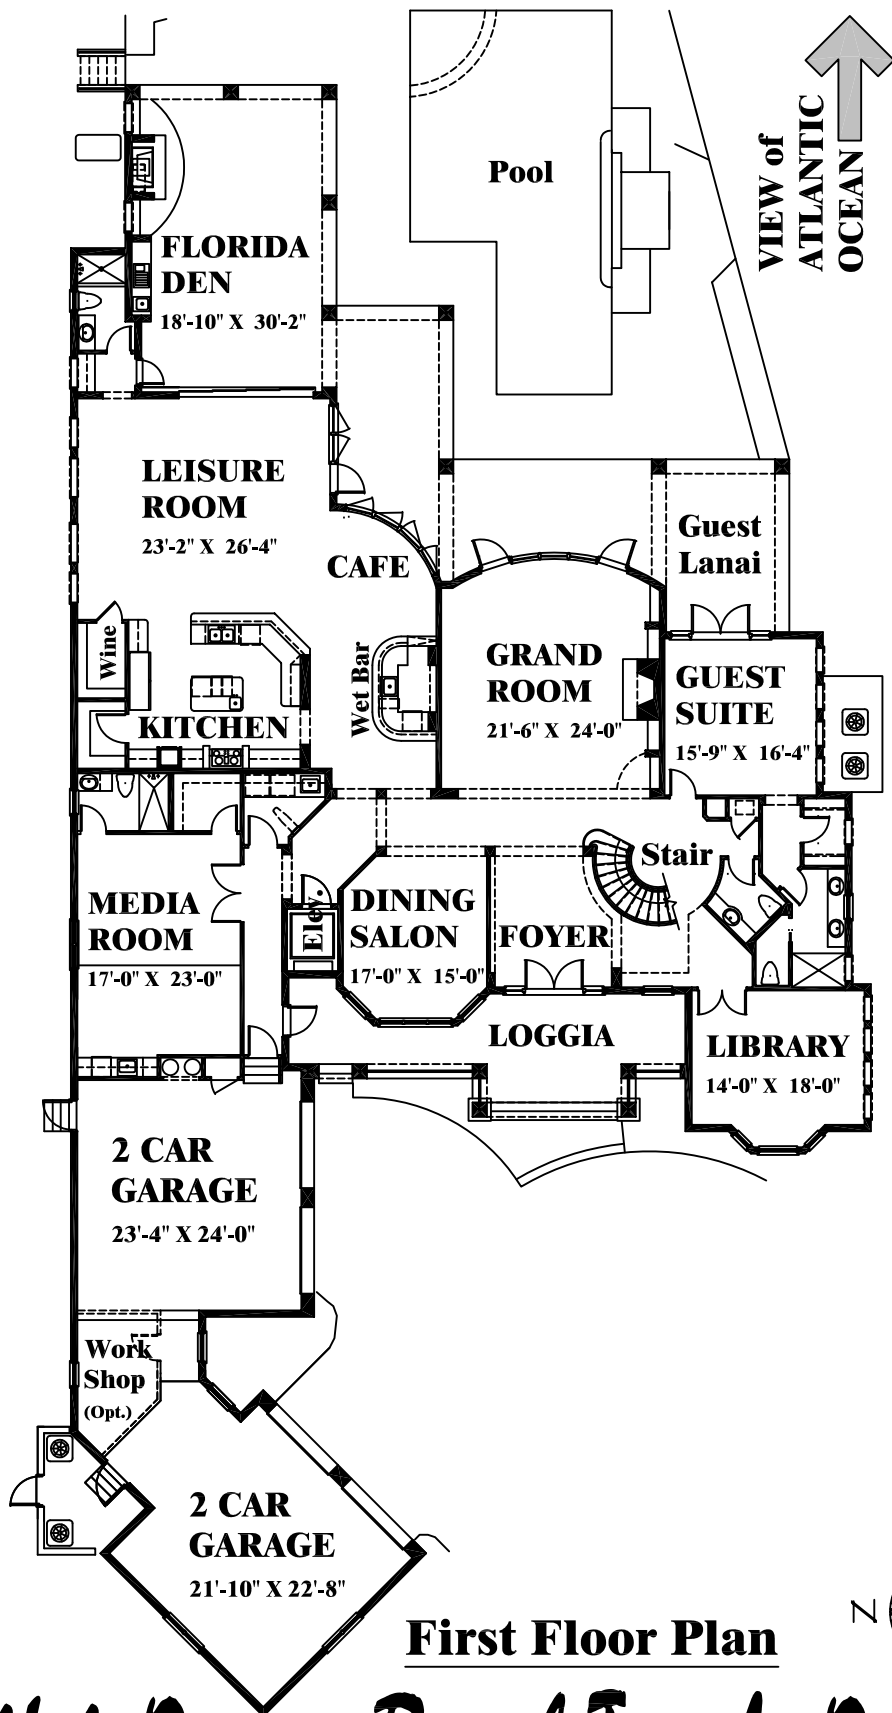 VIEW of
ATLANTIC
OCEAN
Pool
FLORIDA
DEN
18'-10" X 30'-2"
LEISURE
ROOM
23'-2" X 26'-4"
CAFE
Guest
Lanai
Wine
Wet Bar
GRAND
ROOM
21'-6" X 24'-0"
GUEST
SUITE
15'-9" X 16'-4"
KITCHEN
Stair
MEDIA
ROOM
17'-0" X 23'-0"
Elev.
DINING
SALON
17'-0" X 15'-0"
FOYER
LOGGIA
LIBRARY
14'-0" X 18'-0"
2 CAR
GARAGE
23'-4" X 24'-0"
Work
Shop
(Opt.)
2 CAR
GARAGE
21'-10" X 22'-8"
First Floor Plan
N